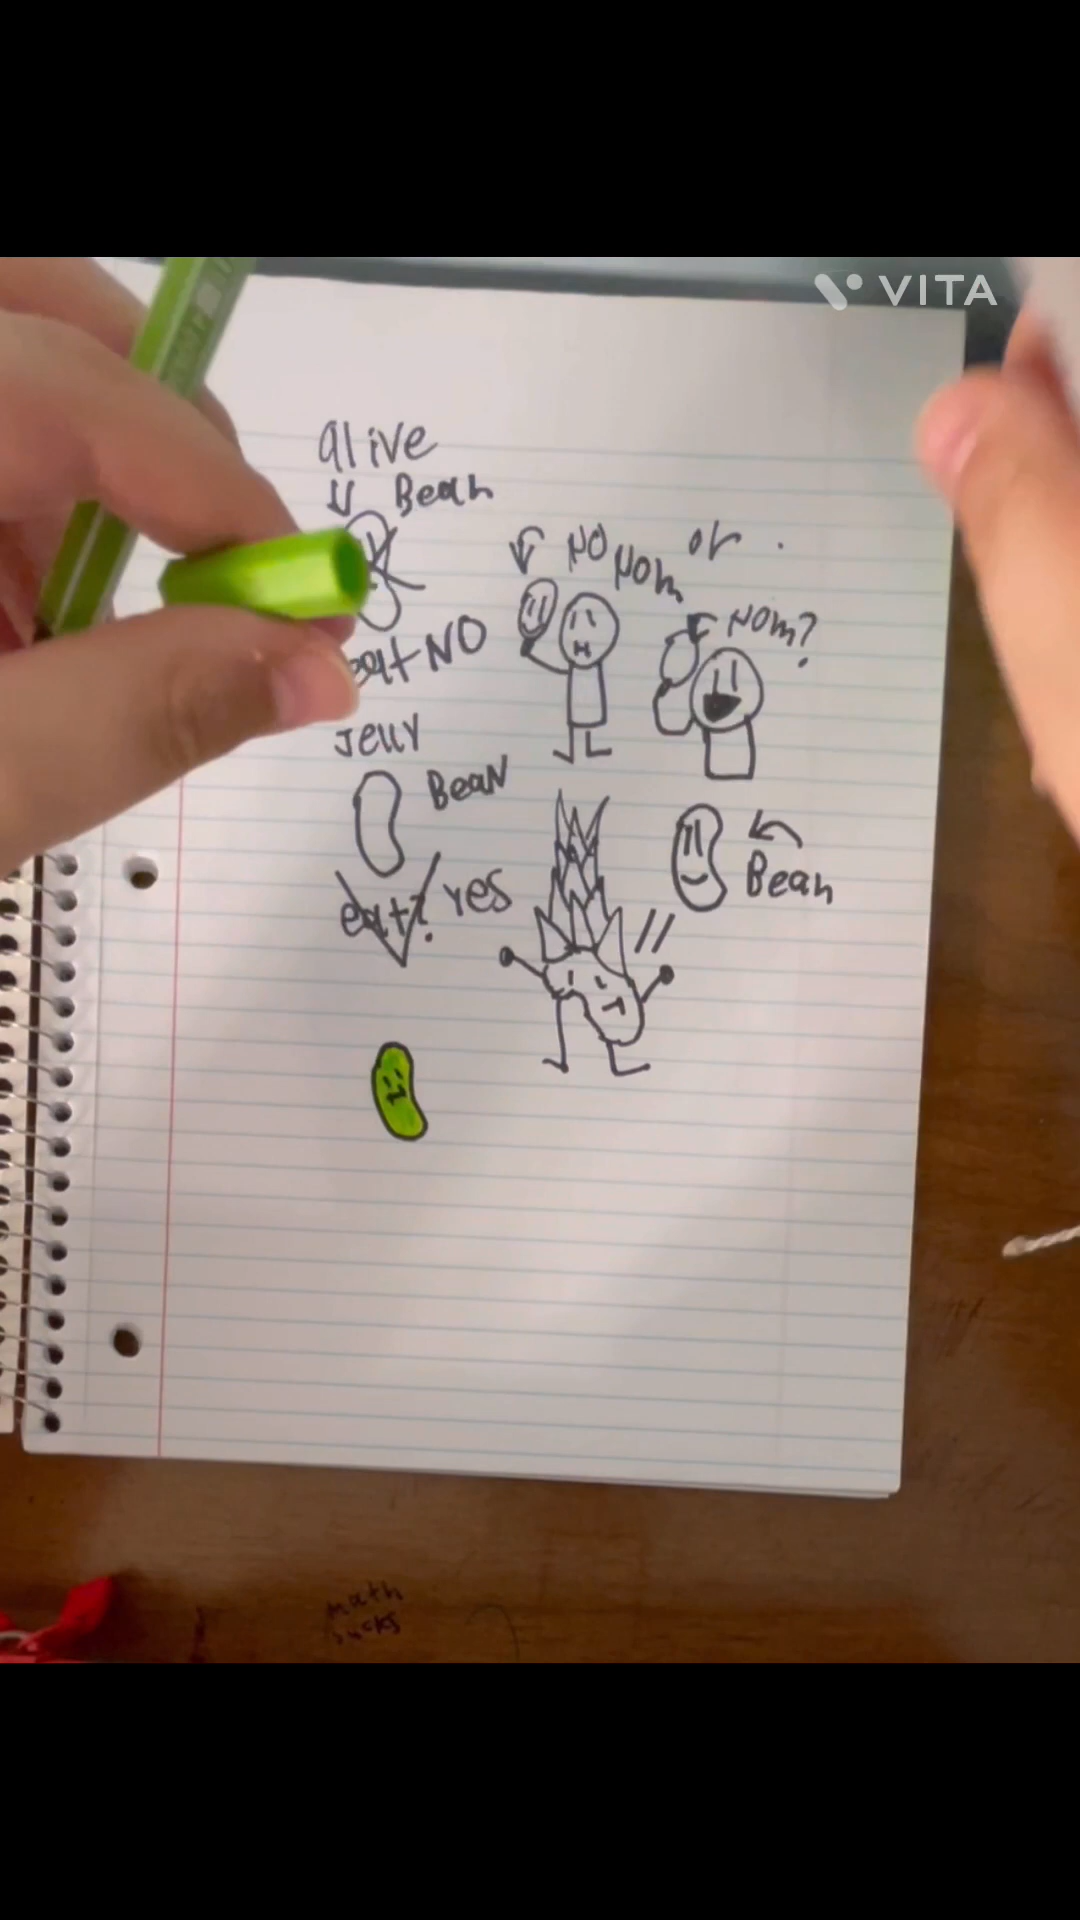 VITA
alive
Bean
NO NOM
or
NOM?
eat NO
Jelly
Bean
eat? Yes
Bean
math
sucks